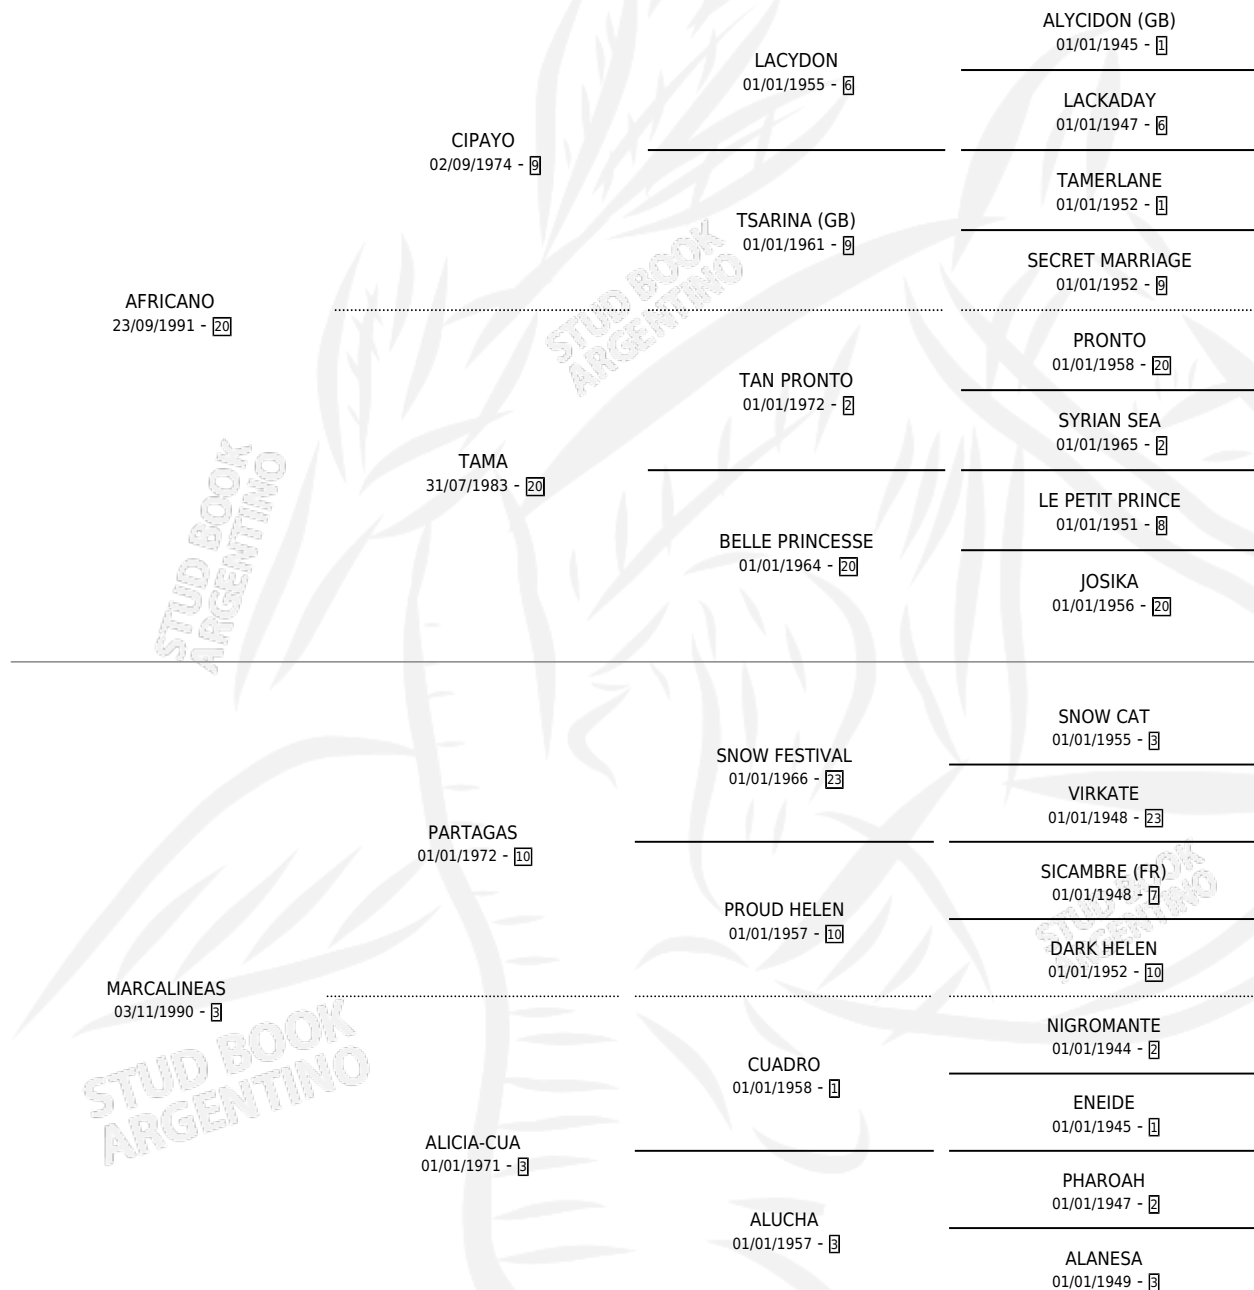 ALYCIDON (GB)
01/01/1945 - 1
LACYDON
01/01/1955 - 6
LACKADAY
01/01/1947 - 6
CIPAYO
02/09/1974 - 9
TAMERLANE
01/01/1952 - 1
TSARINA (GB)
01/01/1961 - 9
SECRET MARRIAGE
01/01/1952 - 9
AFRICANO
23/09/1991 - 20
PRONTO
01/01/1958 - 20
TAN PRONTO
01/01/1972 - 2
SYRIAN SEA
01/01/1965 - 2
TAMA
31/07/1983 - 20
LE PETIT PRINCE
01/01/1951 - 8
BELLE PRINCESSE
01/01/1964 - 20
JOSIKA
01/01/1956 - 20
STUD BOOK
ARGENTINO
STUD BOOK
ARGENTINO
SNOW CAT
01/01/1955 - 3
SNOW FESTIVAL
01/01/1966 - 23
VIRKATE
01/01/1948 - 23
PARTAGAS
01/01/1972 - 10
SICAMBRE (FR)
01/01/1948 - 7
PROUD HELEN
01/01/1957 - 10
DARK HELEN
01/01/1952 - 10
STUD BOOK
ARGENTINO
MARCALINEAS
03/11/1990 - 3
NIGROMANTE
01/01/1944 - 2
CUADRO
01/01/1958 - 1
ENEIDE
01/01/1945 - 1
ALICIA-CUA
01/01/1971 - 3
PHAROAH
01/01/1947 - 2
ALUCHA
01/01/1957 - 3
ALANESA
01/01/1949 - 3
STUD BOOK
ARGENTINO